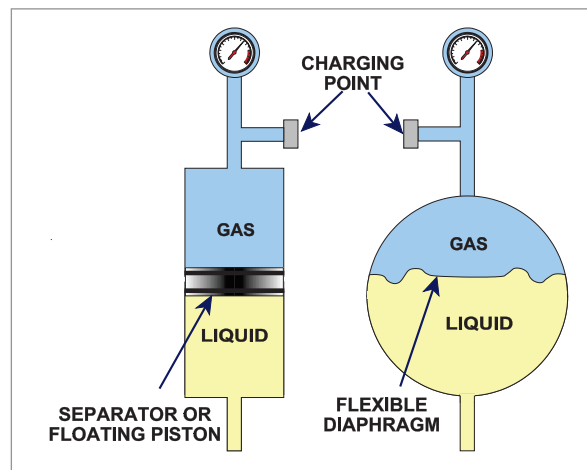 CHARGING
POINT
GAS
GAS
LIQUID
LIQUID
SEPARATOR OR
FLOATING PISTON
FLEXIBLE
DIAPHRAGM